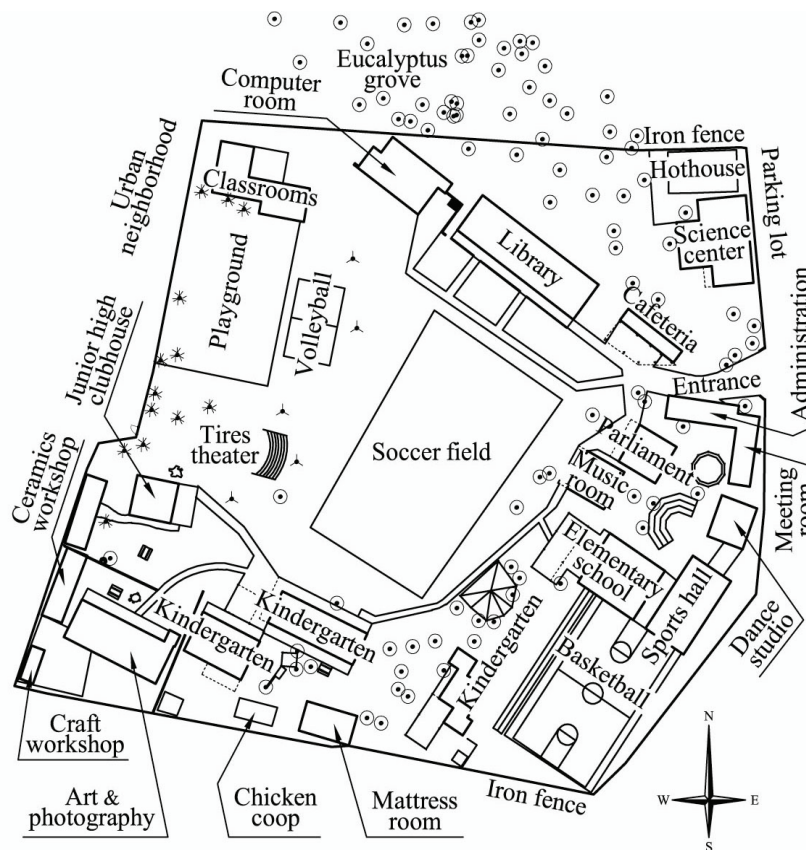 Eucalyptus
grove
Computer
room
Iron fence
Hothouse
Parking lot
Urban
neighborhood
Classrooms
Science
center
Library
Playground
Volleyball
Cafeteria
Junior high
clubhouse
Entrance
Administration
Tires
theater
Soccer field
Parliament
Music
room
Meeting
room
Ceramics
workshop
Elementary
school
Sports hall
Dance
studio
Kindergarten
Kindergarten
Kindergarten
Basketball
Craft
workshop
Art &
photography
Chicken
coop
Mattress
room
Iron fence
N
W
E
S